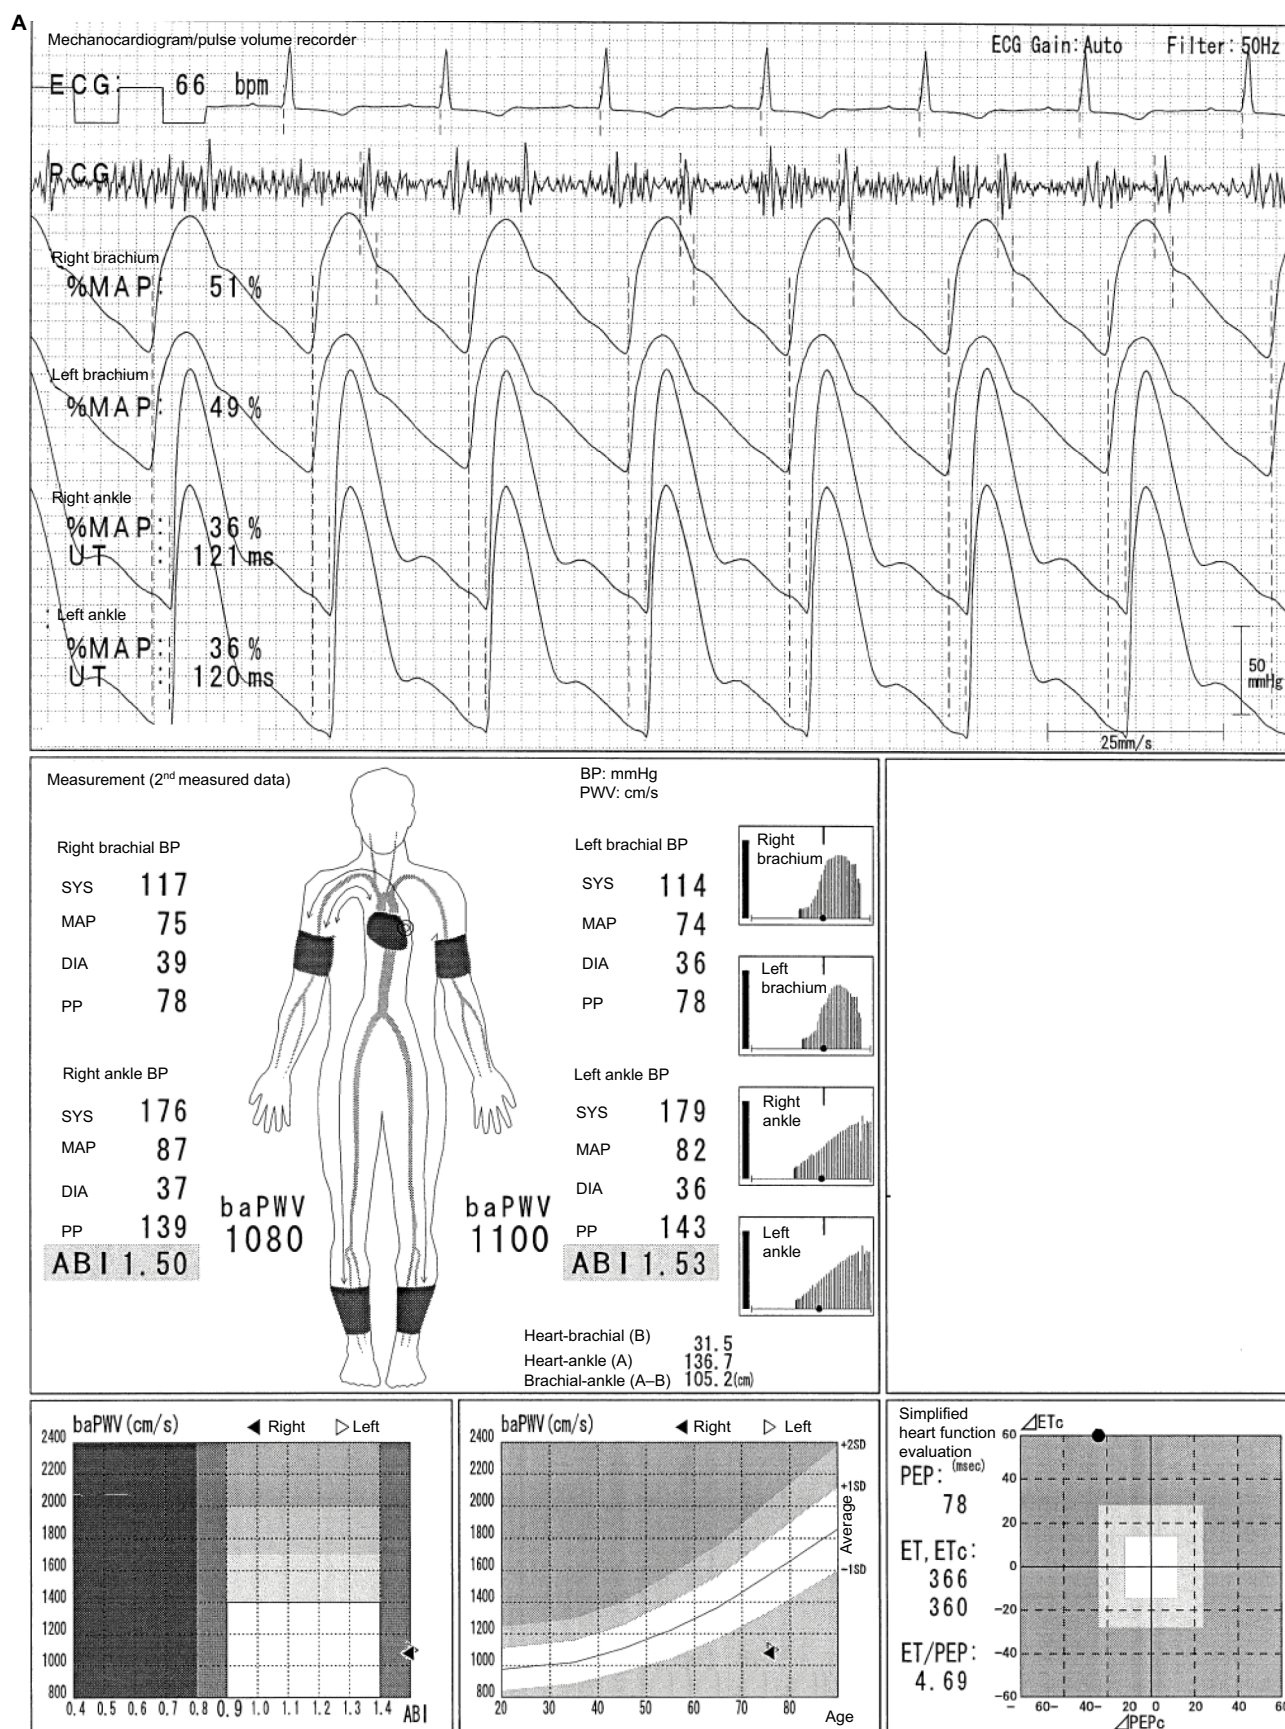 A
Mechanocardiogram/pulse volume recorder
ECG Gain:Auto Filter:50Hz
ECG: 66 bpm
PCG
Right brachium
%MAP: 51%
Left brachium
%MAP: 49%
Right ankle
%MAP: 36%
UT : 121ms
Left ankle
%MAP: 36%
UT : 120ms
50
mmHg
25mm/s
Measurement (2nd measured data)
BP: mmHg
PWV: cm/s
Right brachial BP
SYS 117
MAP 75
DIA 39
PP 78
Left brachial BP
SYS 114
MAP 74
DIA 36
PP 78
Right brachium
Left brachium
Right ankle BP
SYS 176
MAP 87
DIA 37
PP 139
ABI 1.50
baPWV
1080
baPWV
1100
Left ankle BP
SYS 179
MAP 82
DIA 36
PP 143
ABI 1.53
Right ankle
Left ankle
Heart-brachial (B) 31.5
Heart-ankle (A) 136.7
Brachial-ankle (A–B) 105.2(cm)
baPWV(cm/s) Right Left
2400
2200
2000
1800
1600
1400
1200
1000
800
0.4 0.5 0.6 0.7 0.8 0.9 1.0 1.1 1.2 1.3 1.4 ABI
baPWV(cm/s) Right Left
2400
2200
2000
1800
1600
1400
1200
1000
800
20 30 40 50 60 70 80 Age
+2SD
+1SD
Average
-1SD
Simplified
heart function
evaluation
(msec)
PEP:
78
ET, ETc:
366
360
ET/PEP:
4.69
⊿ETc
60
40
20
0
-20
-40
-60
- 60- 20 0 20 40 60
⊿PEPc